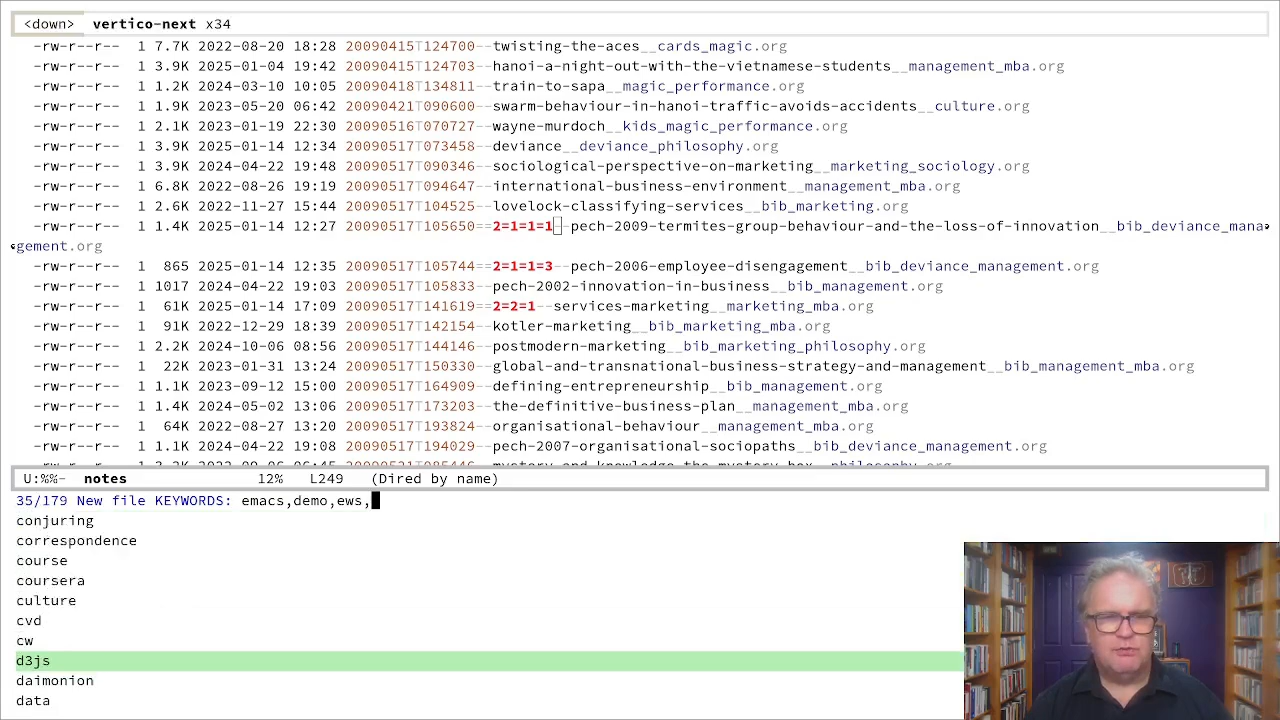 <down> vertico-next x34
-rw-r--r-- 1 7.7K 2022-08-20 18:28 20090415T124700--twisting-the-aces__cards_magic.org
-rw-r--r-- 1 3.9K 2025-01-04 19:42 20090415T124703--hanoi-a-night-out-with-the-vietnamese-students__management_mba.org
-rw-r--r-- 1 1.2K 2024-03-10 10:05 20090418T134811--train-to-sapa__magic_performance.org
-rw-r--r-- 1 1.9K 2023-05-20 06:42 20090421T090600--swarm-behaviour-in-hanoi-traffic-avoids-accidents__culture.org
-rw-r--r-- 1 2.1K 2023-01-19 22:30 20090516T070727--wayne-murdoch__kids_magic_performance.org
-rw-r--r-- 1 3.9K 2025-01-14 12:34 20090517T073458--deviance__deviance_philosophy.org
-rw-r--r-- 1 3.9K 2024-04-22 19:48 20090517T090346--sociological-perspective-on-marketing__marketing_sociology.org
-rw-r--r-- 1 6.8K 2022-08-26 19:19 20090517T094647--international-business-environment__management_mba.org
-rw-r--r-- 1 2.6K 2022-11-27 15:44 20090517T104525--lovelock-classifying-services__bib_marketing.org
-rw-r--r-- 1 1.4K 2025-01-14 12:27 20090517T105650==2=1=1=1--pech-2009-termites-group-behaviour-and-the-loss-of-innovation__bib_deviance_mana
gement.org
-rw-r--r-- 1 865 2025-01-14 12:35 20090517T105744==2=1=1=3--pech-2006-employee-disengagement__bib_deviance_management.org
-rw-r--r-- 1 1017 2024-04-22 19:03 20090517T105833--pech-2002-innovation-in-business__bib_management.org
-rw-r--r-- 1 61K 2025-01-14 17:09 20090517T141619==2=2=1--services-marketing__marketing_mba.org
-rw-r--r-- 1 91K 2022-12-29 18:39 20090517T142154--kotler-marketing__bib_marketing_mba.org
-rw-r--r-- 1 2.2K 2024-10-06 08:56 20090517T144146--postmodern-marketing__bib_marketing_philosophy.org
-rw-r--r-- 1 22K 2023-01-31 13:24 20090517T150330--global-and-transnational-business-strategy-and-management__bib_management_mba.org
-rw-r--r-- 1 1.1K 2023-09-12 15:00 20090517T164909--defining-entrepreneurship__bib_management.org
-rw-r--r-- 1 1.4K 2024-05-02 13:06 20090517T173203--the-definitive-business-plan__management_mba.org
-rw-r--r-- 1 64K 2022-08-27 13:20 20090517T193824--organisational-behaviour__management_mba.org
-rw-r--r-- 1 1.1K 2024-04-22 19:08 20090517T194029--pech-2007-organisational-sociopaths__bib_deviance_management.org
U:%%- notes 12% L249 (Dired by name)
35/179 New file KEYWORDS: emacs,demo,ews,
conjuring
correspondence
course
coursera
culture
cvd
cw
d3js
daimonion
data